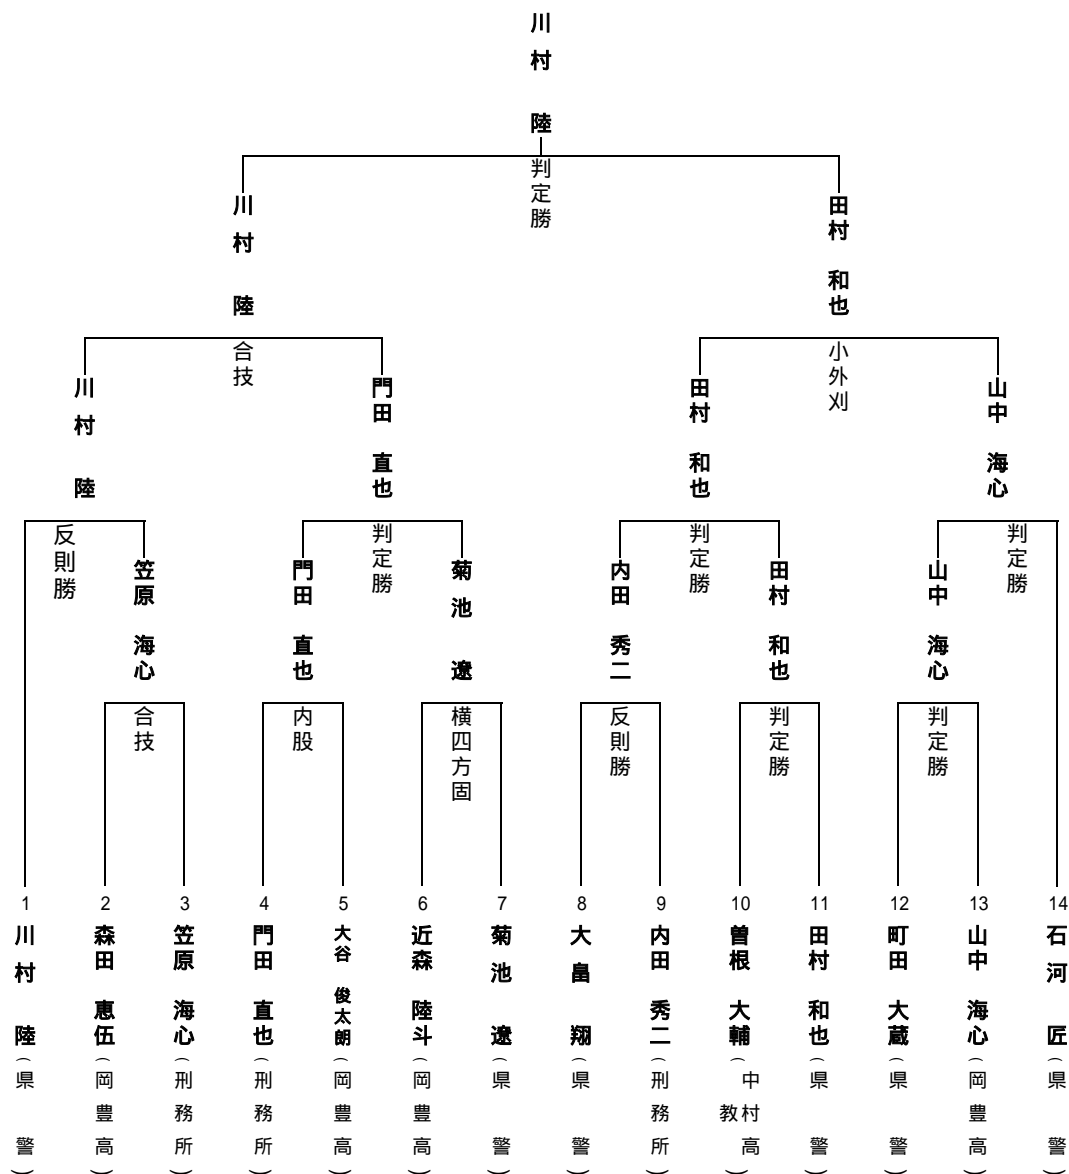 川村 陸
判定勝
川村 陸
田村 和也
合技
小外刈
川村 陸
門田 直也
田村 和也
山中 海心
反則勝
判定勝
判定勝
判定勝
笠原 海心
門田 直也
菊池 遼
内田 秀二
田村 和也
山中 海心
合技
内股
横四方固
反則勝
判定勝
判定勝
1 川村 陸(県警)
2 森田 恵伍(岡豊高)
3 笠原 海心(刑務所)
4 門田 直也(刑務所)
5 大谷 俊太朗(岡豊高)
6 近森 陸斗(岡豊高)
7 菊池 遼(県警)
8 大畠 翔(県警)
9 内田 秀二(刑務所)
10 曽根 大輔(中村高教)
11 田村 和也(県警)
12 町田 大蔵(県警)
13 山中 海心(岡豊高)
14 石河 匠(県警)